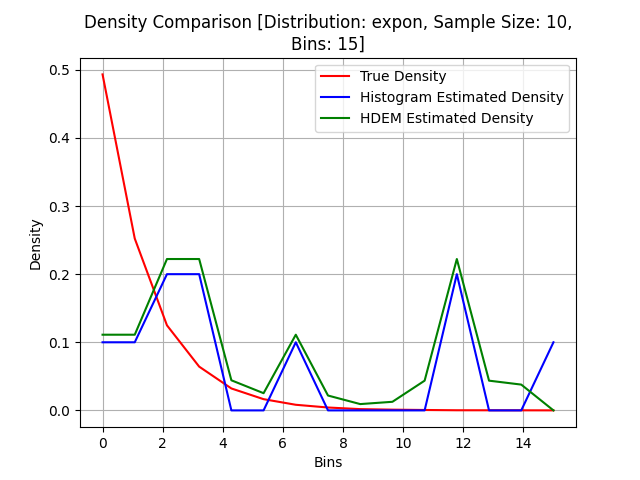 Density Comparison [Distribution: expon, Sample Size: 10,
Bins: 15]
True Density
Histogram Estimated Density
HDEM Estimated Density
Density
0.5
0.4
0.3
0.2
0.1
0.0
0 2 4 6 8 10 12 14
Bins